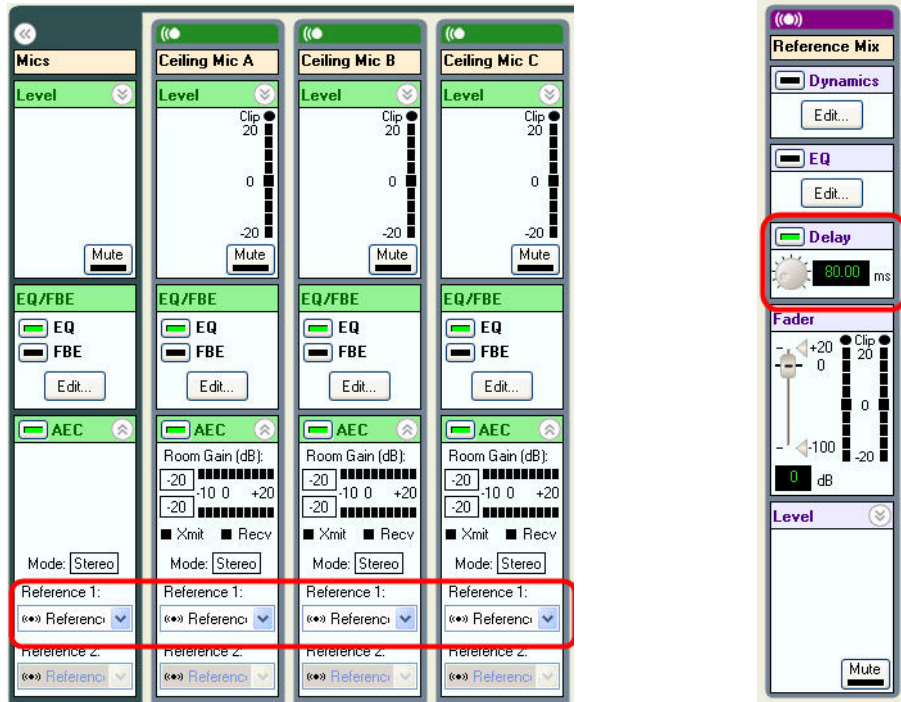 Mics
Level
Mute
EQ/FBE
EQ
FBE
Edit...
AEC
Mode: Stereo
Reference 1:
Referenc
Reference 2:
Referenc
Ceiling Mic A
Level
Clip
20
0
-20
Mute
EQ/FBE
EQ
FBE
Edit...
AEC
Room Gain (dB):
-20
-10 0 +20
-20
Xmit Recv
Mode: Stereo
Reference 1:
Referenc
Reference 2:
Referenc
Ceiling Mic B
Level
Clip
20
0
-20
Mute
EQ/FBE
EQ
FBE
Edit...
AEC
Room Gain (dB):
-20
-10 0 +20
-20
Xmit Recv
Mode: Stereo
Reference 1:
Referenc
Reference 2:
Referenc
Ceiling Mic C
Level
Clip
20
0
-20
Mute
EQ/FBE
EQ
FBE
Edit...
AEC
Room Gain (dB):
-20
-10 0 +20
-20
Xmit Recv
Mode: Stereo
Reference 1:
Referenc
Reference 2:
Referenc
Reference Mix
Dynamics
Edit...
EQ
Edit...
Delay
80.00 ms
Fader
+20 Clip
0 20
0
-100
-20
0 dB
Level
Mute